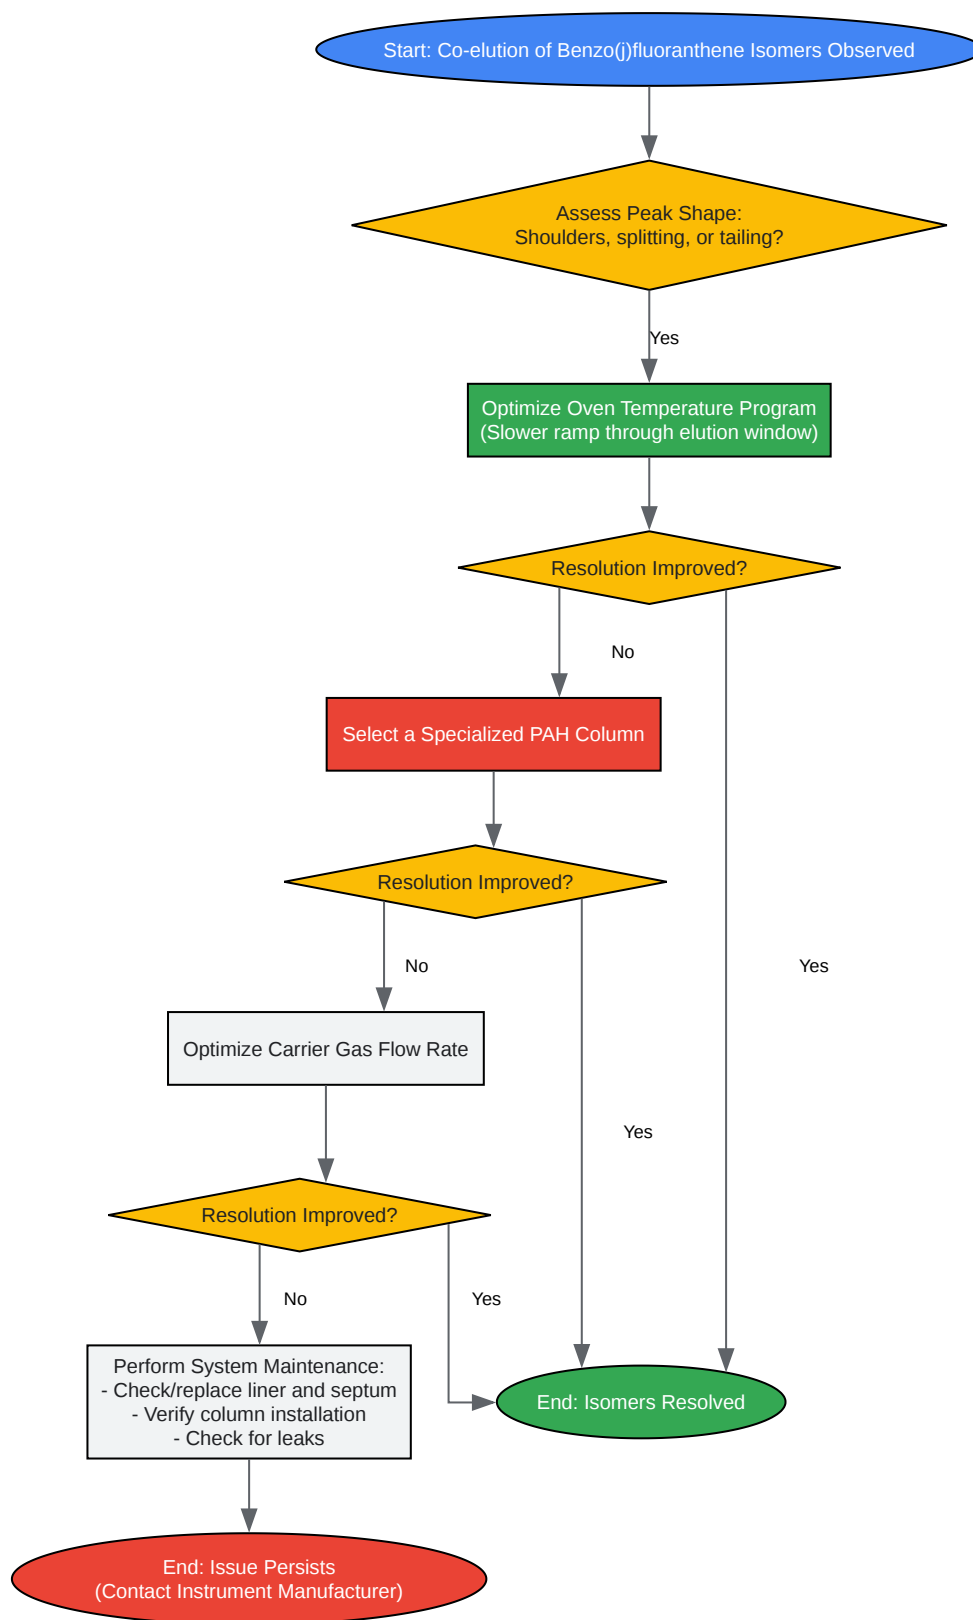 Start: Co-elution of Benzo(j)fluoranthene Isomers Observed
Assess Peak Shape:
Shoulders, splitting, or tailing?
Yes
Optimize Oven Temperature Program
(Slower ramp through elution window)
Resolution Improved?
No
Select a Specialized PAH Column
Resolution Improved?
No
Yes
Optimize Carrier Gas Flow Rate
Yes
Resolution Improved?
No
Yes
Perform System Maintenance:
- Check/replace liner and septum
- Verify column installation
- Check for leaks
End: Isomers Resolved
End: Issue Persists
(Contact Instrument Manufacturer)